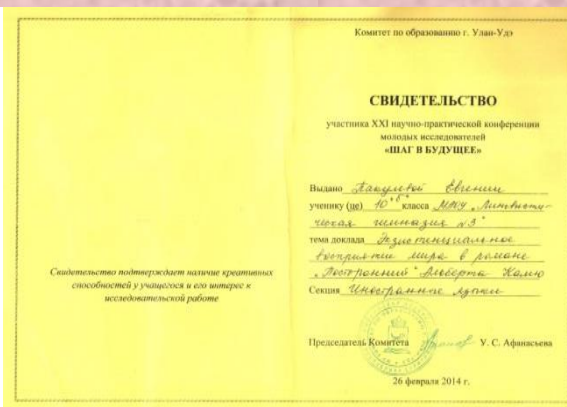 Свидетельство подтверждает наличие креативных
способностей у учащегося и его интерес к
исследовательской работе
Комитет по образованию г. Улан-Удэ
СВИДЕТЕЛЬСТВО
участника XXI научно-практической конференции
молодых исследователей
«ШАГ В БУДУЩЕЕ»
Выдано Евгении
ученику (це) 10 "б" класса МАОУ „Лингвисти-
ческая гимназия №3"
тема доклада Экзистенциальное
восприятие мира в романе
„Посторонний" Альберта Камю
Секция Иностранные языки
Председатель Комитета У. С. Афанасьева
26 февраля 2014 г.